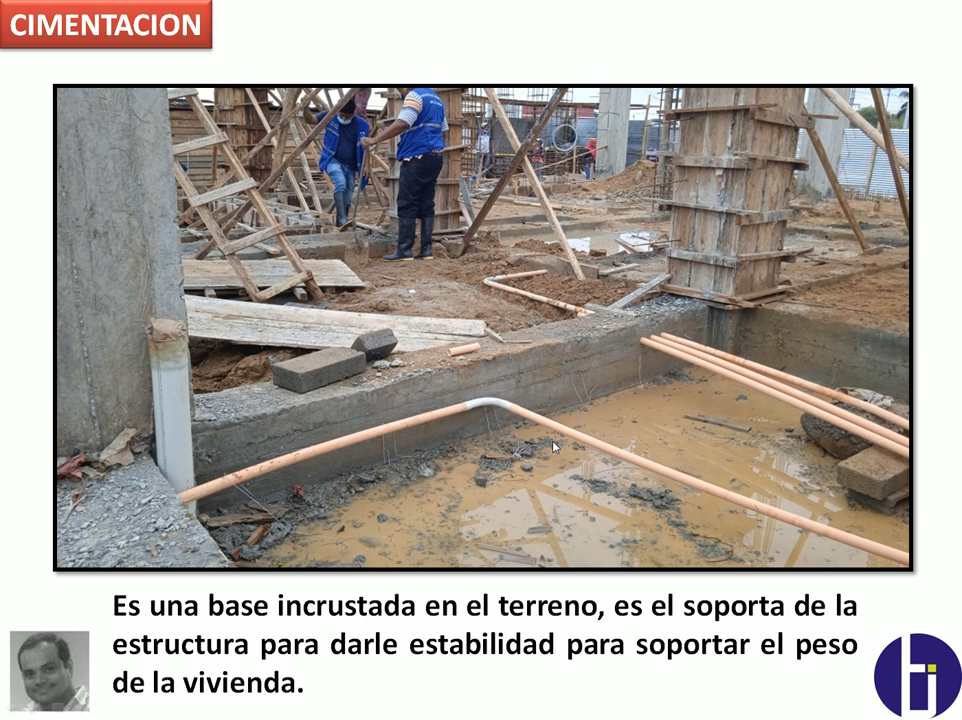 CIMENTACION
Es una base incrustada en el terreno, es el soporta de la
estructura para darle estabilidad para soportar el peso
de la vivienda.